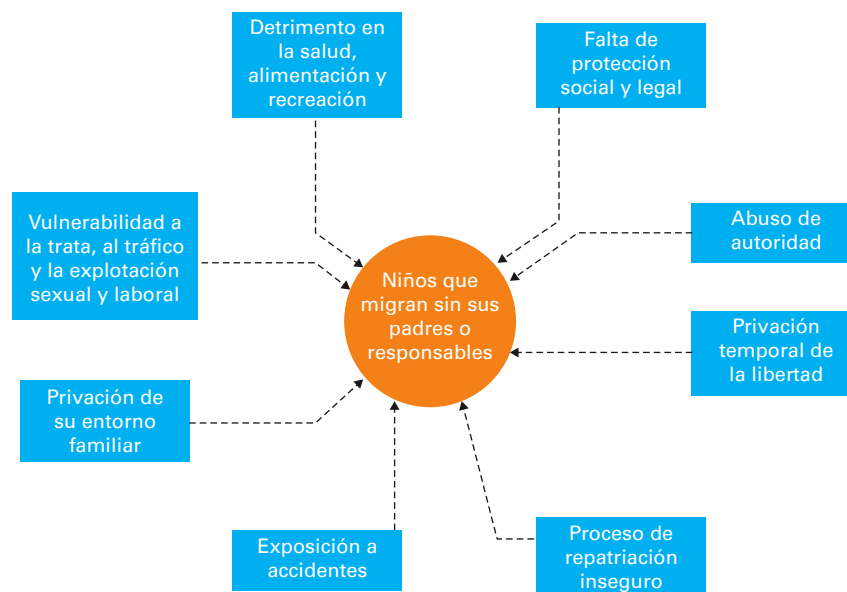 Detrimento en
la salud,
alimentación y
recreación
Falta de
protección
social y legal
Vulnerabilidad a
la trata, al tráfico
y la explotación
sexual y laboral
Abuso de
autoridad
Niños que
migran sin sus
padres o
responsables
Privación
temporal de
la libertad
Privación de
su entorno
familiar
Exposición a
accidentes
Proceso de
repatriación
inseguro